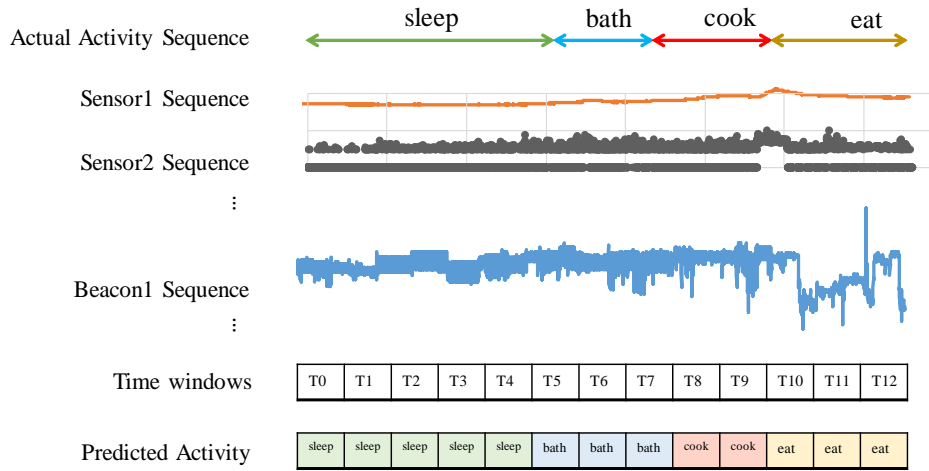 sleep bath cook eat
Actual Activity Sequence
Sensor1 Sequence
Sensor2 Sequence
...
Beacon1 Sequence
...
Time windows T0 T1 T2 T3 T4 T5 T6 T7 T8 T9 T10 T11 T12
Predicted Activity sleep sleep sleep sleep sleep bath bath bath cook cook eat eat eat